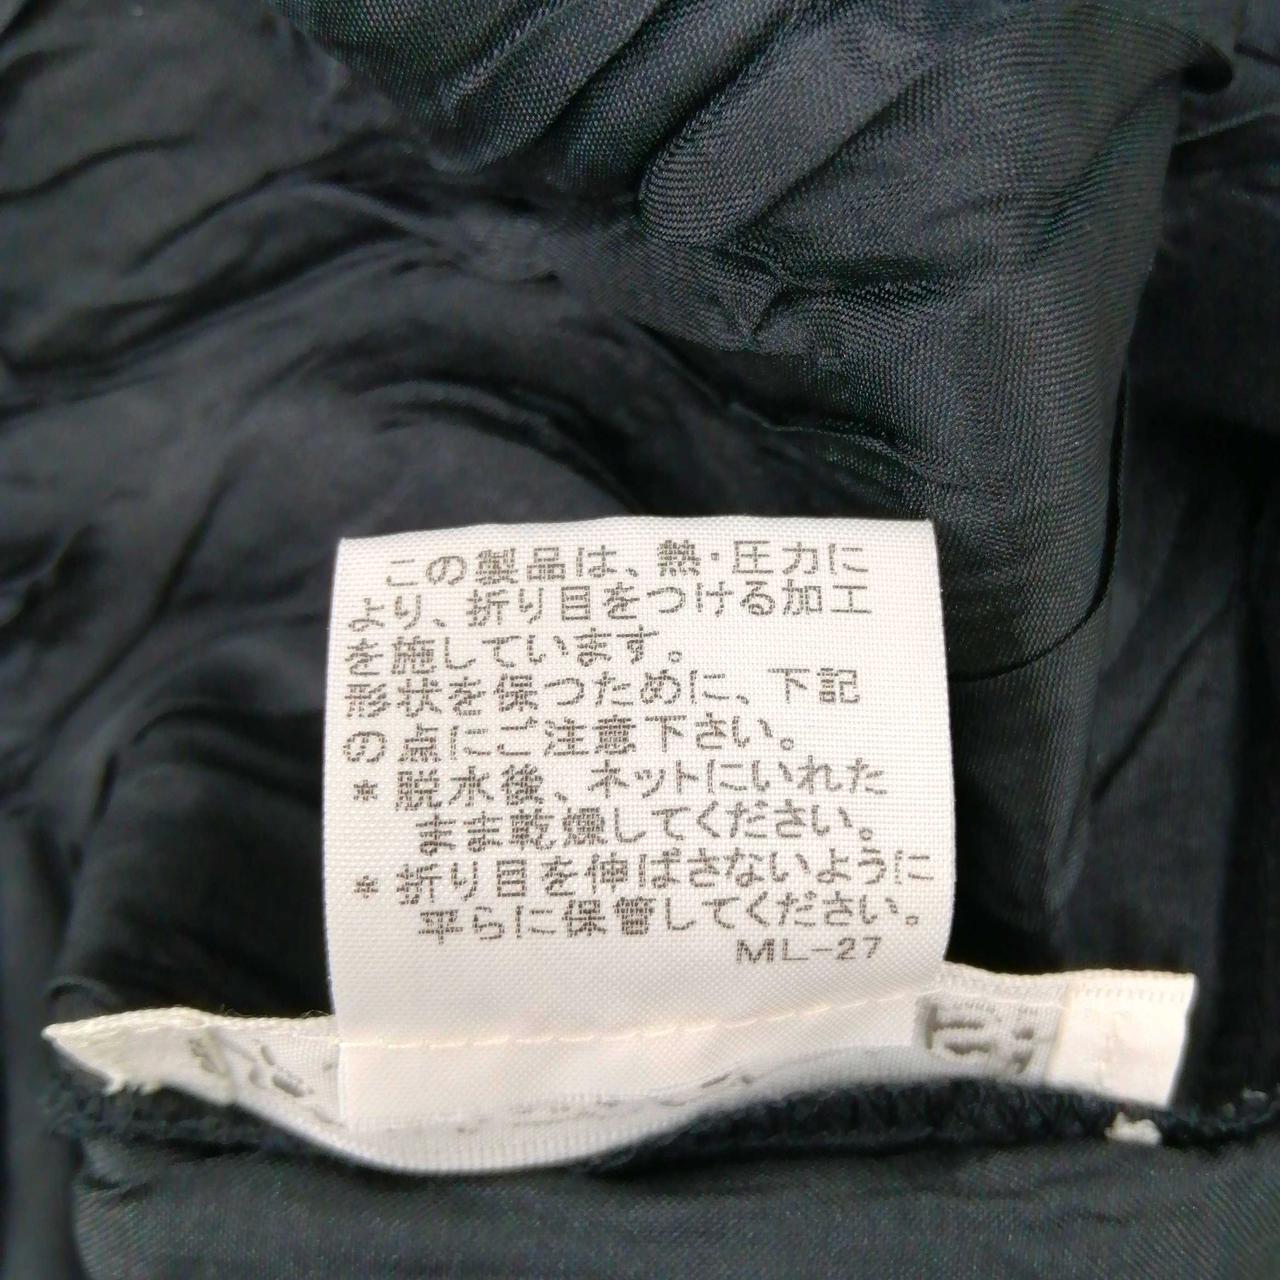 この製品は、熱・圧力に
より、折り目をつける加工
を施しています。
形状を保つために、下記
の点にご注意下さい。
* 脱水後、ネットにいれた
まま乾燥してください。
* 折り目を伸ばさないように
平らに保管してください。
ML-27